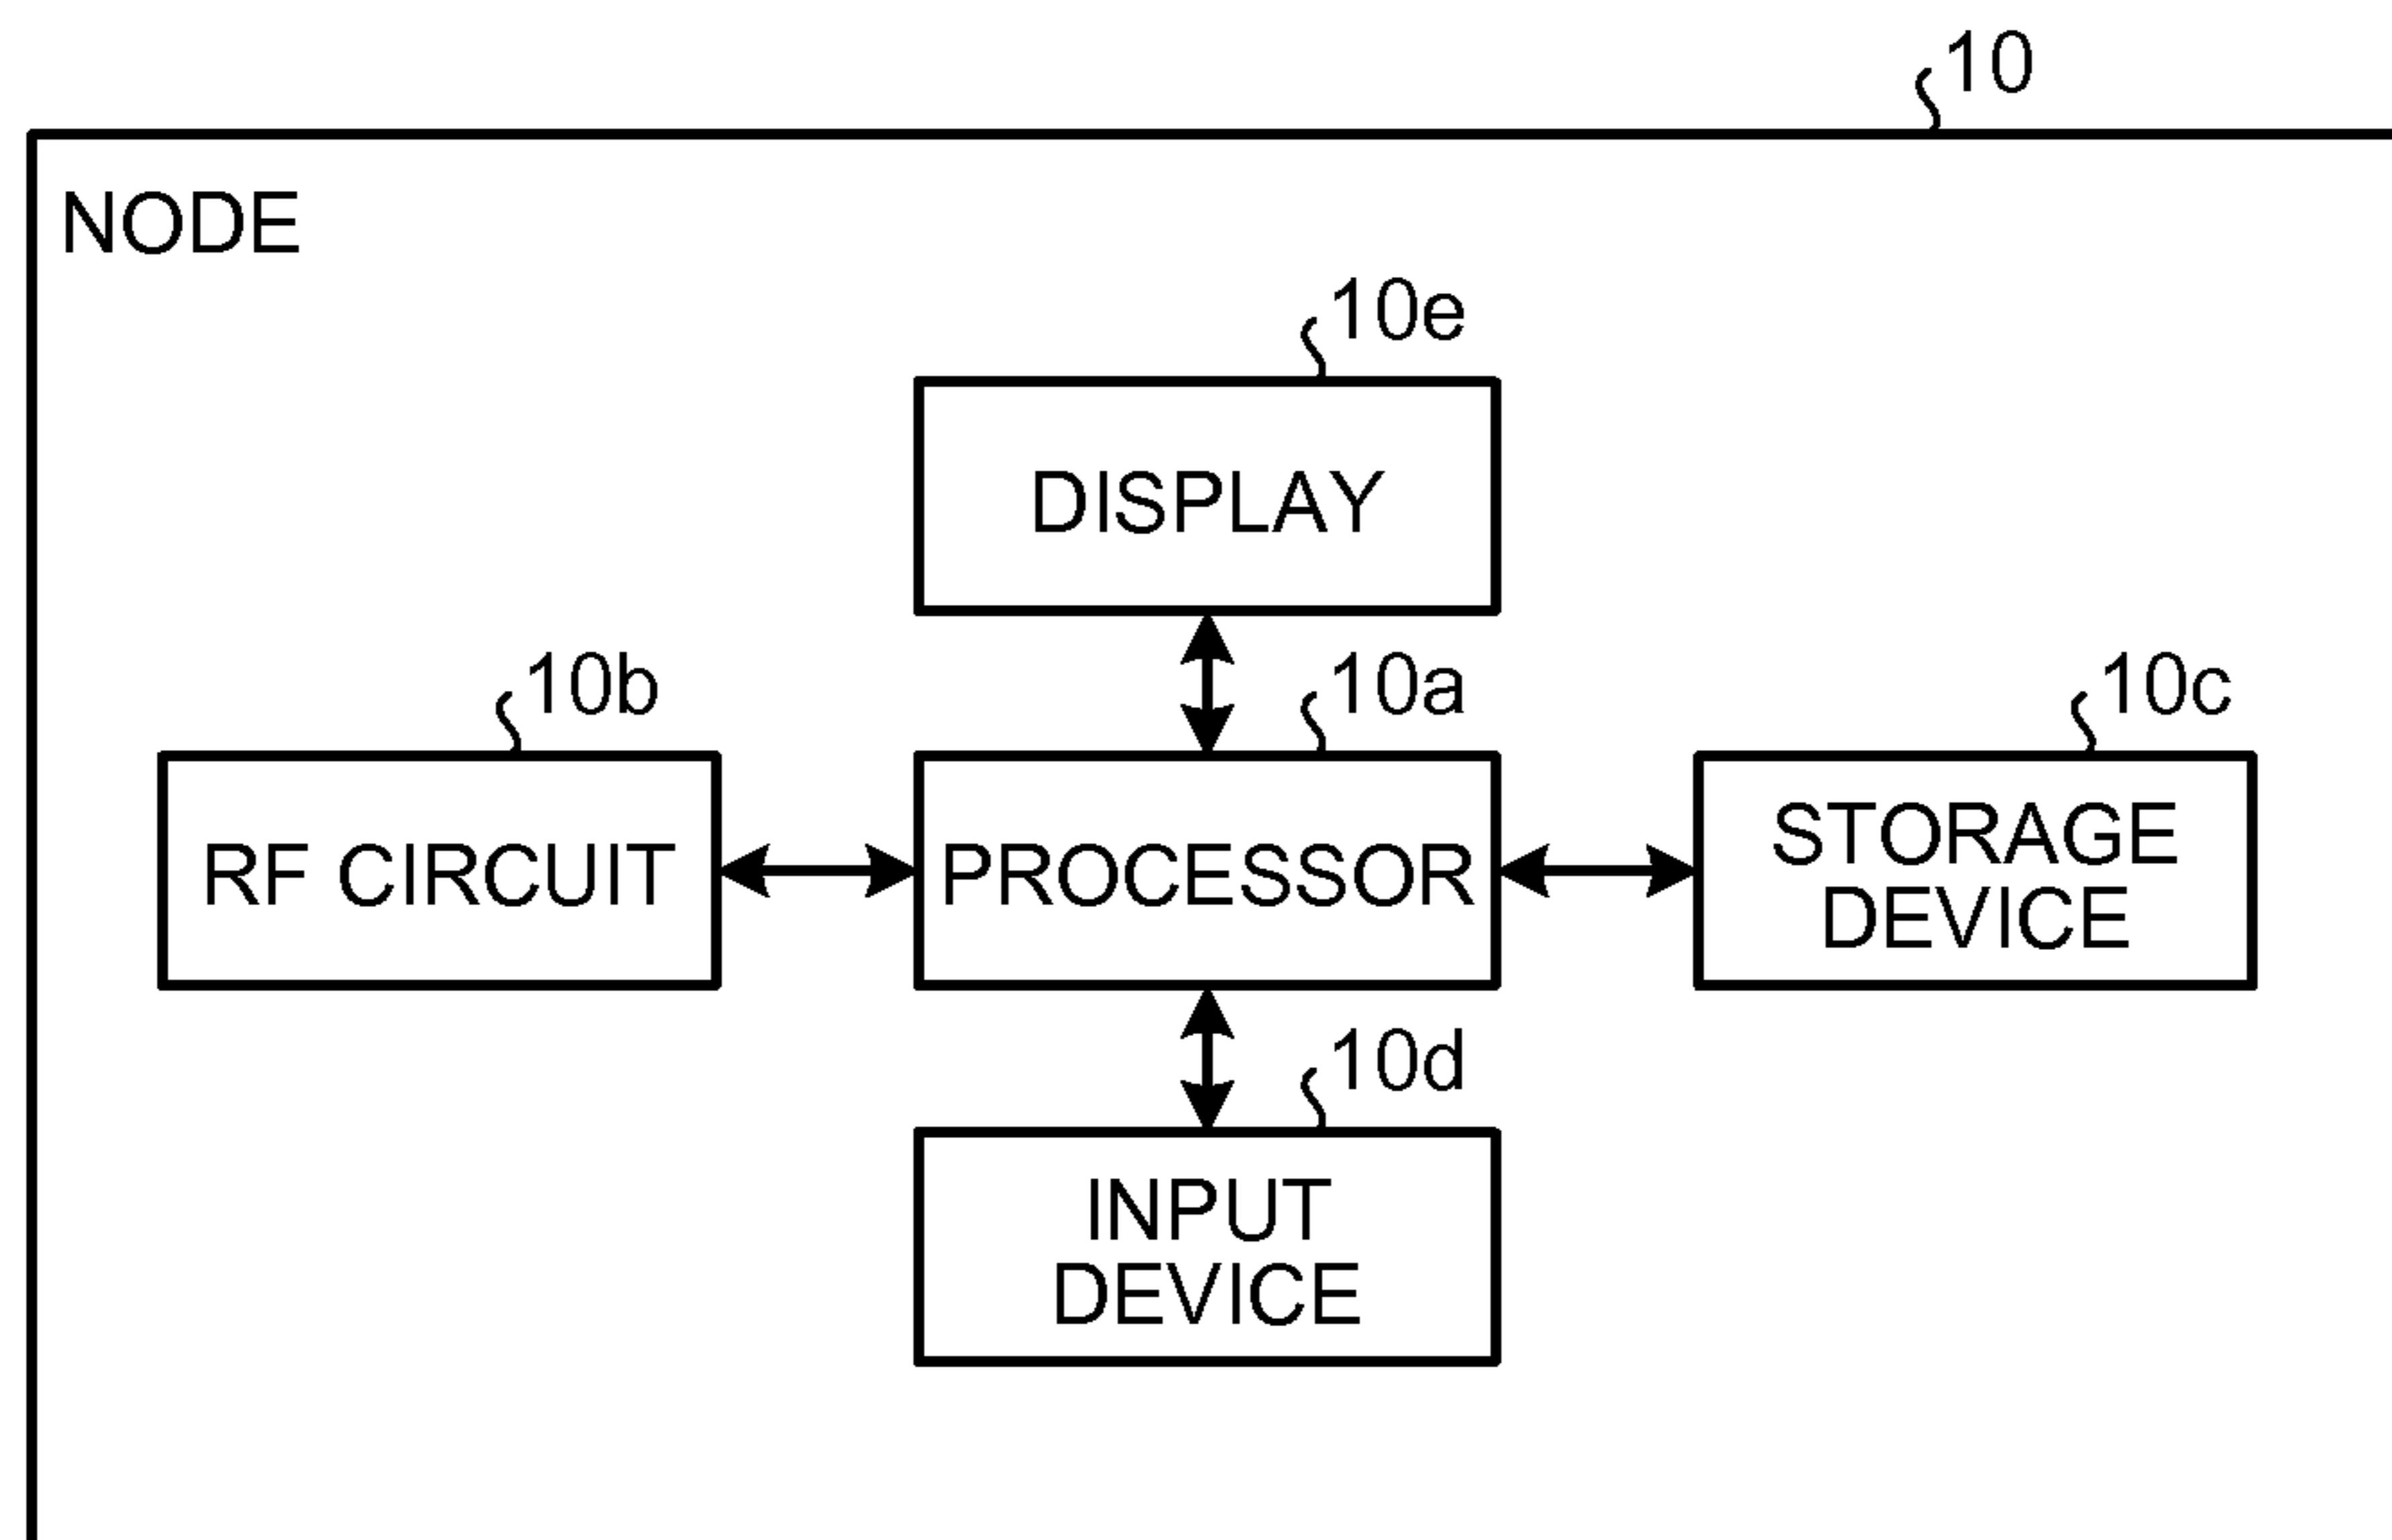 10
NODE
10e
DISPLAY
10b
10a
10c
RF CIRCUIT
PROCESSOR
STORAGE
DEVICE
10d
INPUT
DEVICE